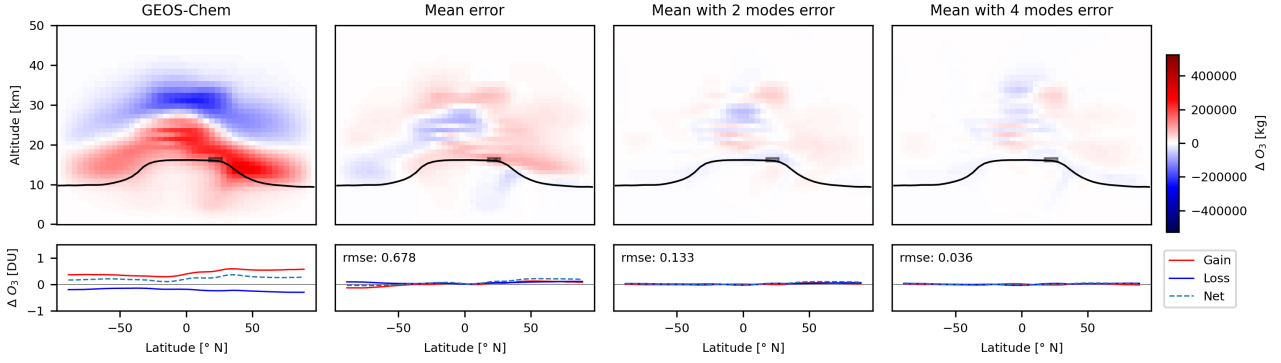 GEOS-Chem
Mean error
Mean with 2 modes error
Mean with 4 modes error
Altitude [km]
50
40
30
20
10
0
400000
200000
0
−200000
−400000
Δ O3 [kg]
Δ O3 [DU]
1
0
−1
rmse: 0.678
rmse: 0.133
rmse: 0.036
Gain
Loss
Net
−50 0 50
−50 0 50
−50 0 50
−50 0 50
Latitude [° N]
Latitude [° N]
Latitude [° N]
Latitude [° N]